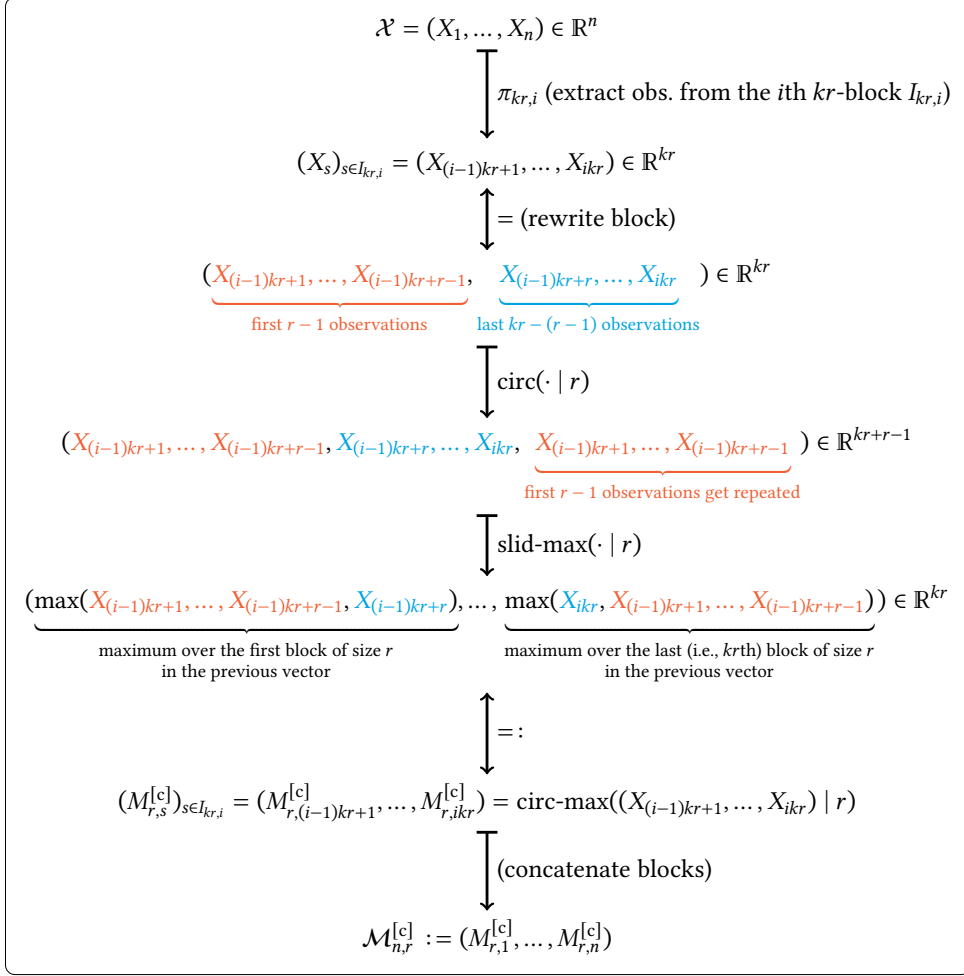 𝒳 = (X₁, … , Xₙ) ∈ ℝⁿ
π_{kr,i} (extract obs. from the ith kr-block I_{kr,i})
(X_s)_{s∈I_{kr,i}} = (X_{(i−1)kr+1}, … , X_{ikr}) ∈ ℝ^{kr}
= (rewrite block)
(X_{(i−1)kr+1}, … , X_{(i−1)kr+r−1}, X_{(i−1)kr+r}, … , X_{ikr} ) ∈ ℝ^{kr}
first r − 1 observations last kr − (r − 1) observations
circ(· | r)
(X_{(i−1)kr+1}, … , X_{(i−1)kr+r−1}, X_{(i−1)kr+r}, … , X_{ikr}, X_{(i−1)kr+1}, … , X_{(i−1)kr+r−1} ) ∈ ℝ^{kr+r−1}
first r − 1 observations get repeated
slid-max(· | r)
(max(X_{(i−1)kr+1}, … , X_{(i−1)kr+r−1}, X_{(i−1)kr+r}), … , max(X_{ikr}, X_{(i−1)kr+1}, … , X_{(i−1)kr+r−1})) ∈ ℝ^{kr}
maximum over the first block of size r maximum over the last (i.e., krth) block of size r
in the previous vector in the previous vector
= :
(M^{[c]}_{r,s})_{s∈I_{kr,i}} = (M^{[c]}_{r,(i−1)kr+1}, … , M^{[c]}_{r,ikr}) = circ-max((X_{(i−1)kr+1}, … , X_{ikr}) | r)
(concatenate blocks)
ℳ^{[c]}_{n,r} := (M^{[c]}_{r,1}, … , M^{[c]}_{r,n})